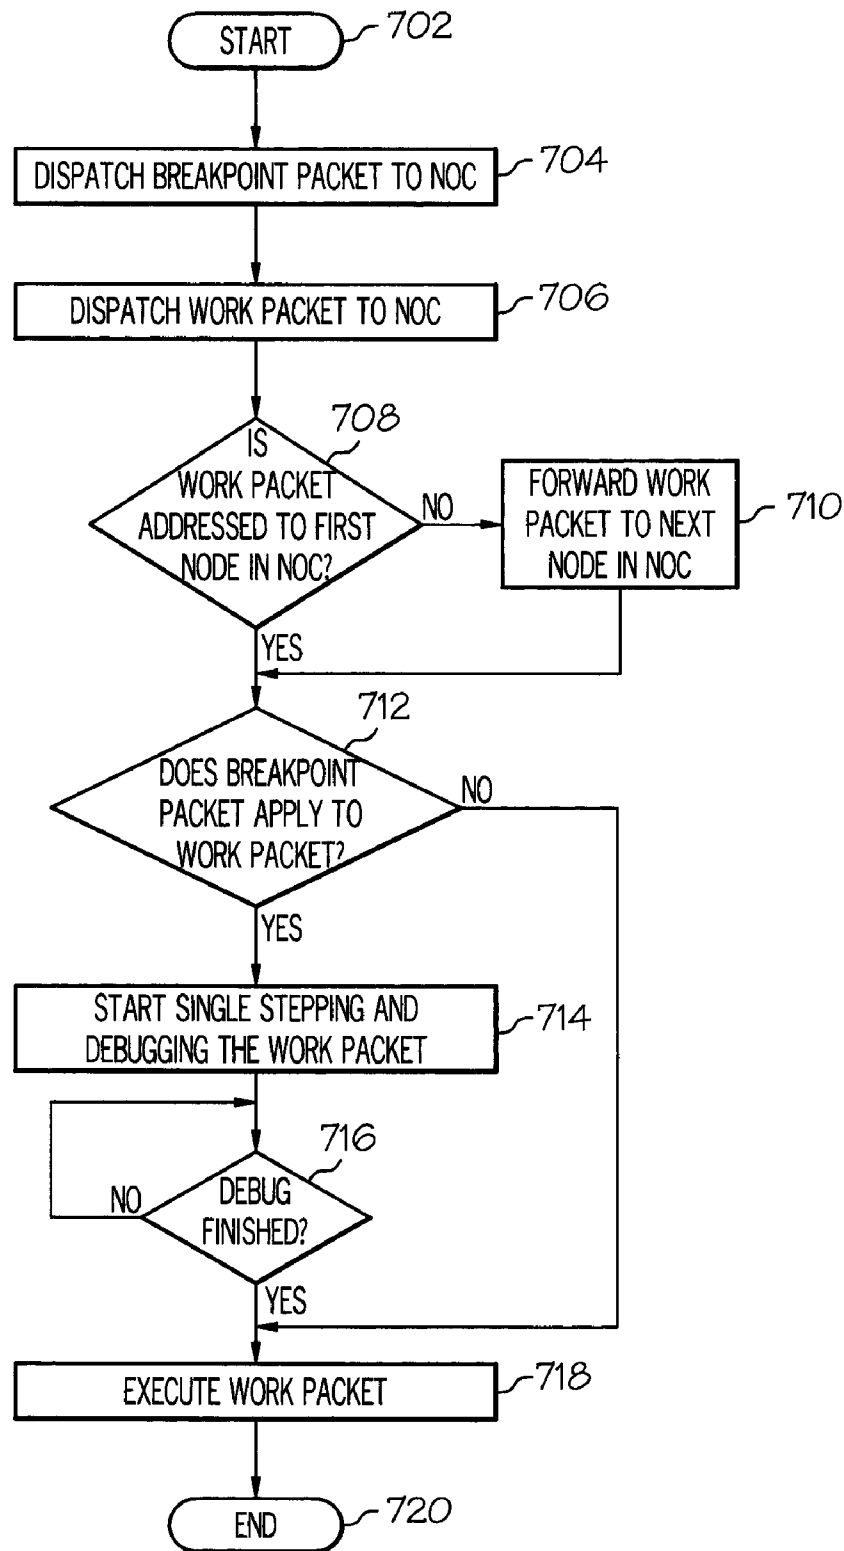 START
702
DISPATCH BREAKPOINT PACKET TO NOC
704
DISPATCH WORK PACKET TO NOC
706
708
IS
WORK PACKET
ADDRESSED TO FIRST
NODE IN NOC?
NO
FORWARD WORK
PACKET TO NEXT
NODE IN NOC
710
YES
712
DOES BREAKPOINT
PACKET APPLY TO
WORK PACKET?
NO
YES
START SINGLE STEPPING AND
DEBUGGING THE WORK PACKET
714
716
DEBUG
FINISHED?
NO
YES
EXECUTE WORK PACKET
718
END
720